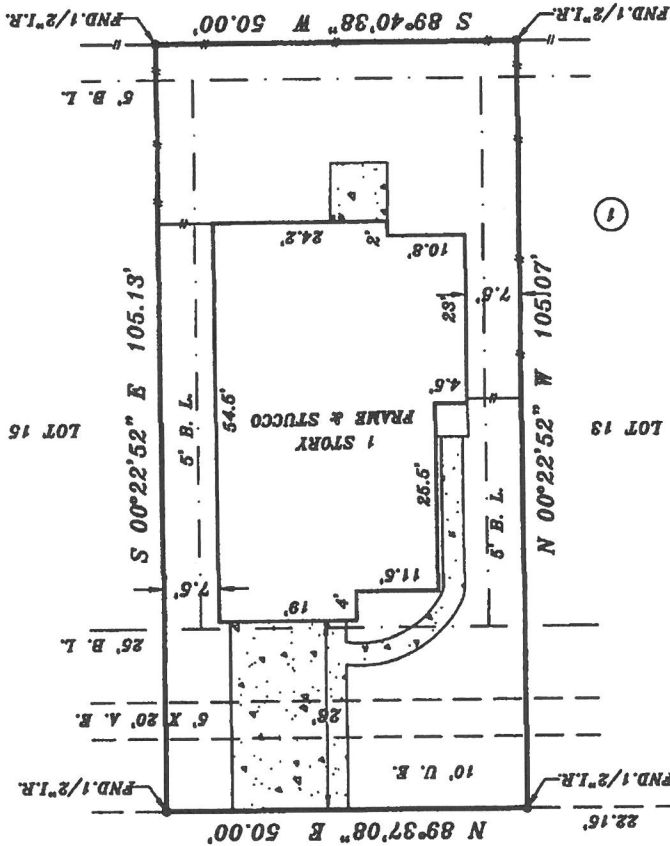 22.16'
N 89°37'08" E 50.00'
FND.1/2"I.R.
FND.1/2"I.R.
10' U. E.
5' X 20' A. E.
26'
25' B. L.
19'
4'
11.5'
7.5'
LOT 13
N 00°22'52" W 105.07'
5' B. L.
25.5'
1 STORY
FRAME & STUCCO
54.5'
5' B. L.
S 00°22'52" E 105.13'
LOT 15
4.5'
23'
7.5'
10.8'
2'
24.2'
1
5' B. L.
FND.1/2"I.R.
S 89°40'38" W 50.00'
FND.1/2"I.R.